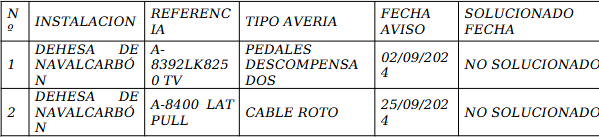 Nº INSTALACION REFERENCIA TIPO AVERIA FECHA AVISO SOLUCIONADO FECHA
1 DEHESA DE NAVALCARBÓN A-8392LK8250 TV PEDALES DESCOMPENSADOS 02/09/2024 NO SOLUCIONADO
2 DEHESA DE NAVALCARBÓN A-8400 LAT PULL CABLE ROTO 25/09/2024 NO SOLUCIONADO